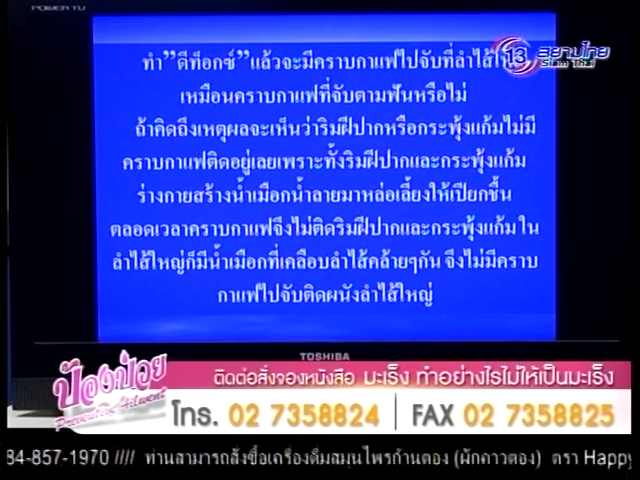 POWER TV
ทำ”ดีท็อกซ์”แล้วจะมีคราบกาแฟไปจับที่ลำไส้ใหญ่
13 สยามไทย
Siam Thai
เหมือนคราบกาแฟที่จับตามฟันหรือไม่
ถ้าคิดถึงเหตุผลจะเห็นว่าริมฝีปากหรือกระพุ้งแก้มไม่มี
คราบกาแฟติดอยู่เลยเพราะทั้งริมฝีปากและกระพุ้งแก้ม
ร่างกายสร้างน้ำเมือกน้ำลายมาหล่อเลี้ยงให้เปียกชื้น
ตลอดเวลาคราบกาแฟจึงไม่ติดริมฝีปากและกระพุ้งแก้มใน
ลำไส้ใหญ่ก็มีน้ำเมือกที่เคลือบลำไส้คล้ายๆกัน จึงไม่มีคราบ
กาแฟไปจับติดผนังลำไส้ใหญ่
TOSHIBA
ป้องป่วย
Prevention Ailment
ติดต่อสั่งจองหนังสือ มะเร็ง ทำอย่างไรไม่ให้เป็นมะเร็ง
โทร. 02 7358824 | FAX 02 7358825
84-857-1970 //// ท่านสามารถสั่งซื้อเครื่องดื่มสมุนไพรก้านตอง (ผักคาวตอง) ตรา Happy